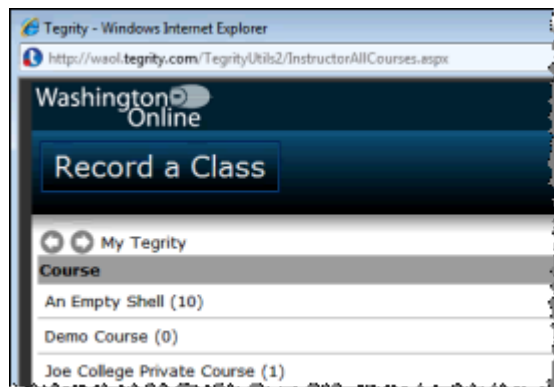 Tegrity - Windows Internet Explorer
http://waol.tegrity.com/TegrityUtils2/InstructorAllCourses.aspx
Washington
Online
Record a Class
My Tegrity
Course
An Empty Shell (10)
Demo Course (0)
Joe College Private Course (1)